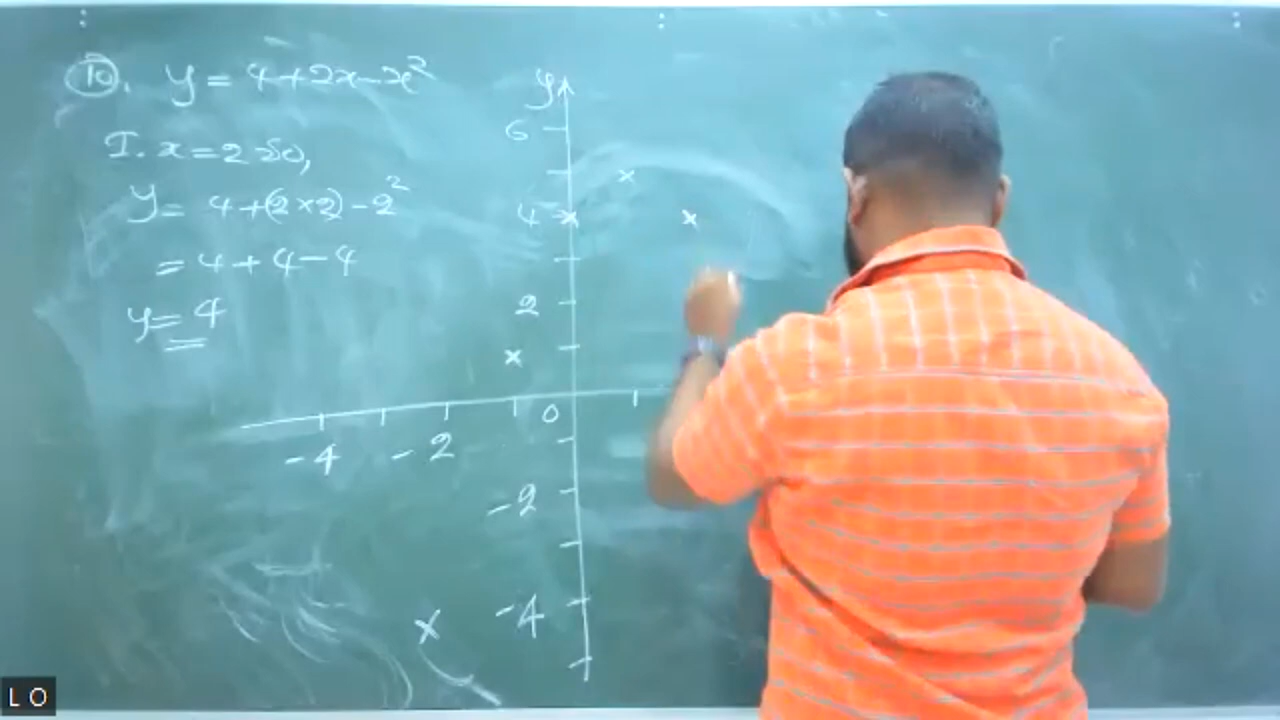 10. y = 4+2x-x²
I. x=2 so,
y = 4+(2×2)-2²
= 4+4-4
y=4
y
6
4
2
0
-4 -2
-2
-4
LO